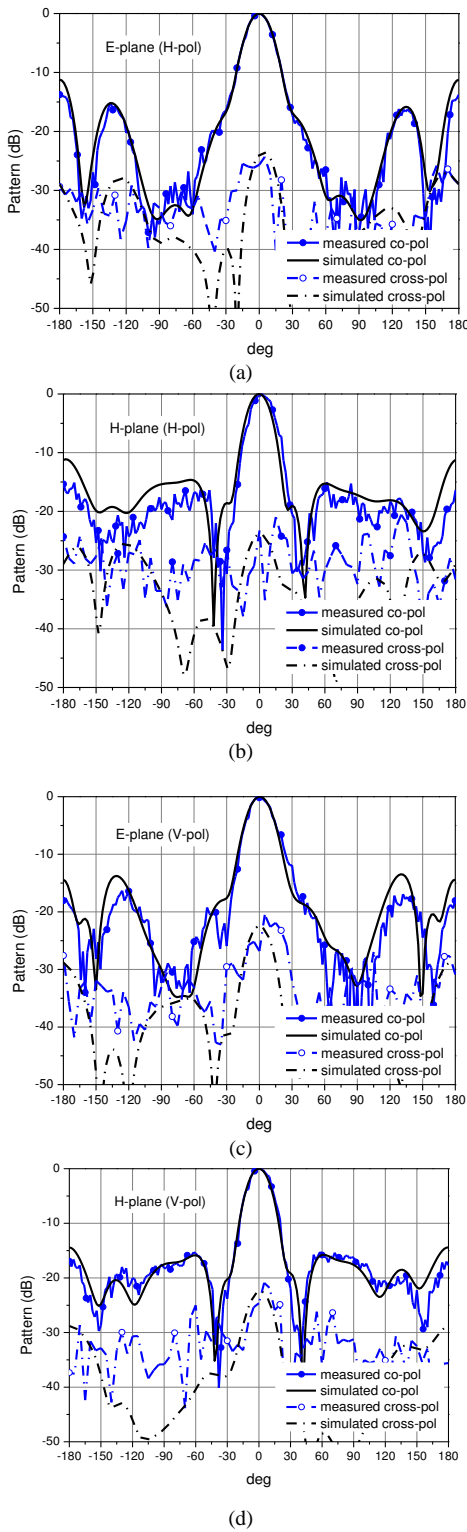 0
E-plane (H-pol)
-10
-20
Pattern (dB)
-30
-40
-50
measured co-pol
simulated co-pol
measured cross-pol
simulated cross-pol
-180 -150 -120 -90 -60 -30 0 30 60 90 120 150 180
deg
(a)
0
H-plane (H-pol)
-10
-20
Pattern (dB)
-30
-40
-50
measured co-pol
simulated co-pol
measured cross-pol
simulated cross-pol
-180 -150 -120 -90 -60 -30 0 30 60 90 120 150 180
deg
(b)
0
E-plane (V-pol)
-10
-20
Pattern (dB)
-30
-40
-50
measured co-pol
simulated co-pol
measured cross-pol
simulated cross-pol
-180 -150 -120 -90 -60 -30 0 30 60 90 120 150 180
deg
(c)
0
H-plane (V-pol)
-10
-20
Pattern (dB)
-30
-40
-50
measured co-pol
simulated co-pol
measured cross-pol
simulated cross-pol
-180 -150 -120 -90 -60 -30 0 30 60 90 120 150 180
deg
(d)